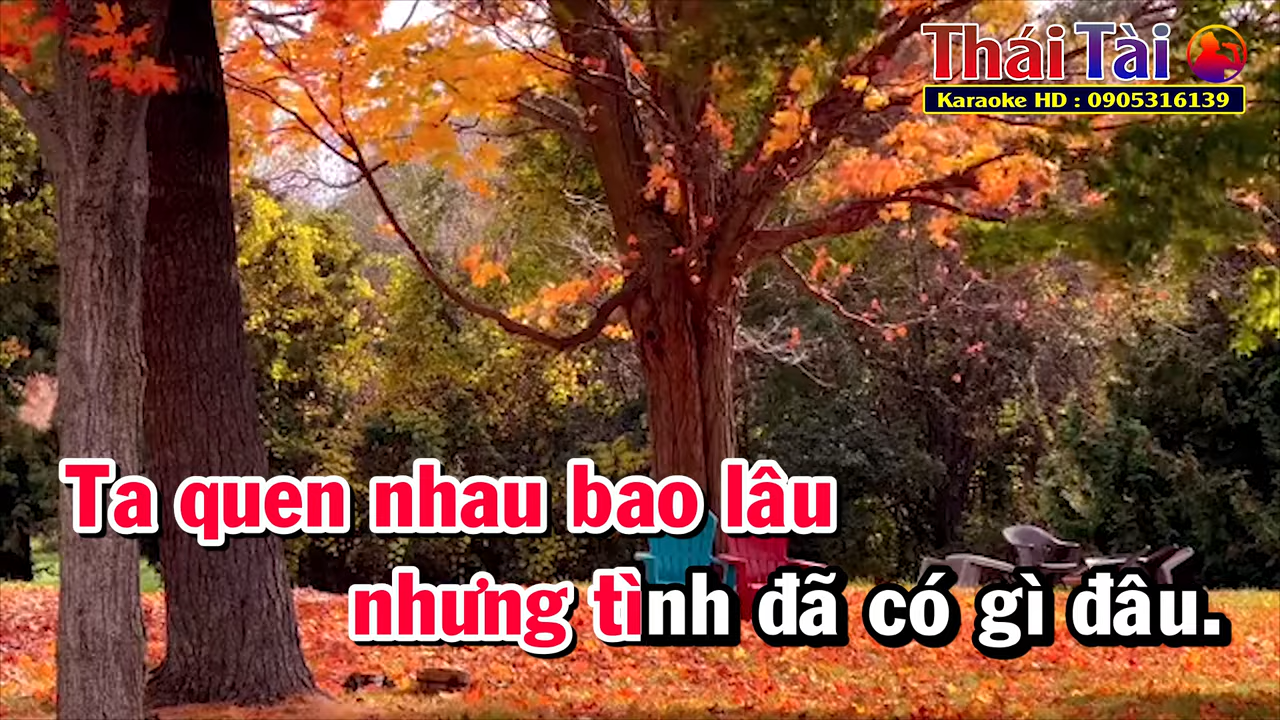 Thái Tài
Karaoke HD : 0905316139
Ta quen nhau bao lâu
nhưng tình đã có gì đâu.